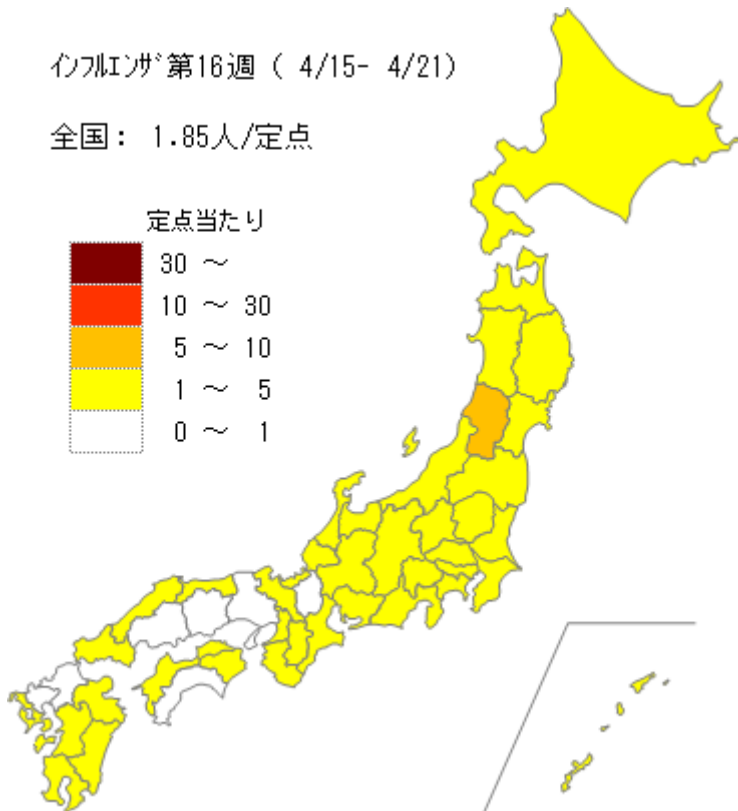 インフルエンザ第16週 ( 4/15- 4/21)
全国: 1.85人/定点
定点当たり
30 ～
10 ～ 30
5 ～ 10
1 ～ 5
0 ～ 1